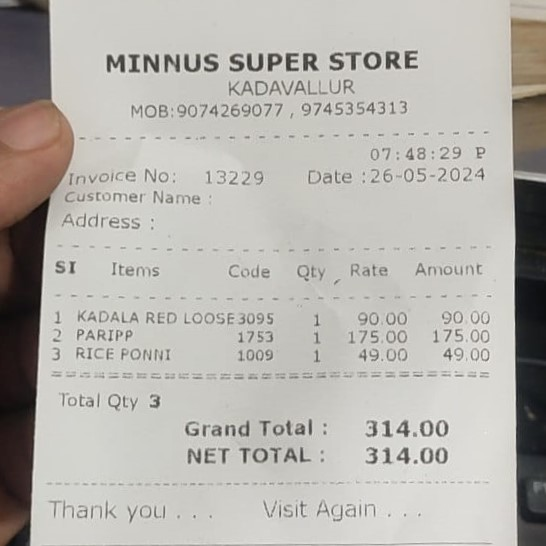 MINNUS SUPER STORE
KADAVALLUR
MOB:9074269077 , 9745354313
07:48:29 P
Invoice No: 13229 Date :26-05-2024
Customer Name :
Address :
SI Items Code Qty Rate Amount
1 KADALA RED LOOSE 3095 1 90.00 90.00
2 PARIPP 1753 1 175.00 175.00
3 RICE PONNI 1009 1 49.00 49.00
Total Qty 3
Grand Total : 314.00
NET TOTAL : 314.00
Thank you . . . Visit Again . . .